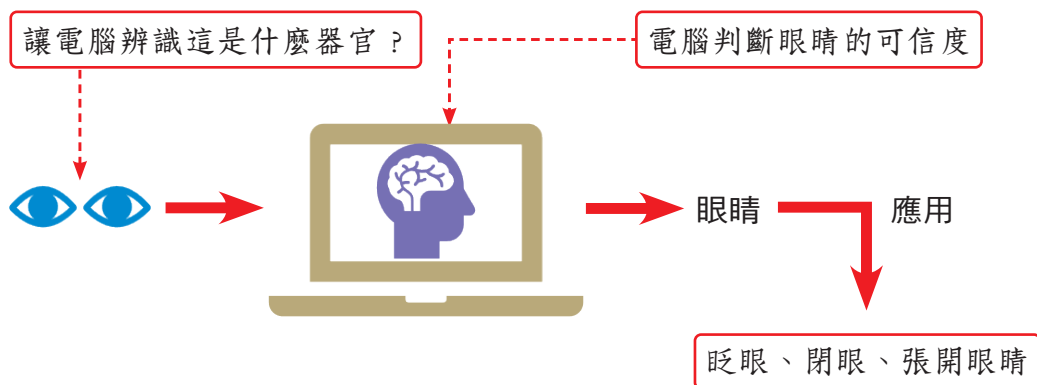 讓電腦辨識這是什麼器官？
電腦判斷眼睛的可信度
眼睛
應用
眨眼、閉眼、張開眼睛